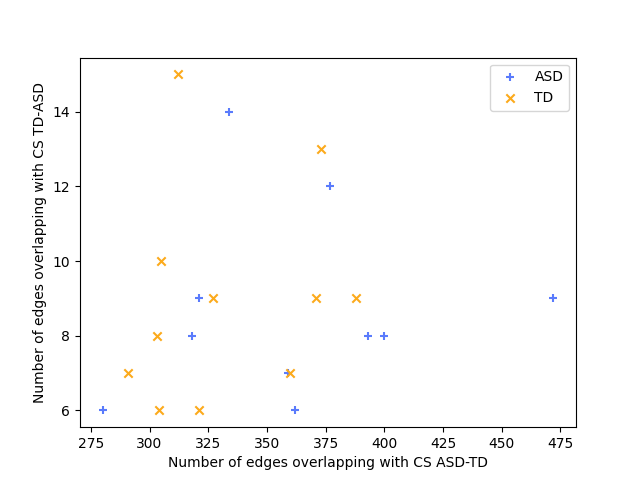 ASD
TD
Number of edges overlapping with CS TD-ASD
14
12
10
8
6
275 300 325 350 375 400 425 450 475
Number of edges overlapping with CS ASD-TD